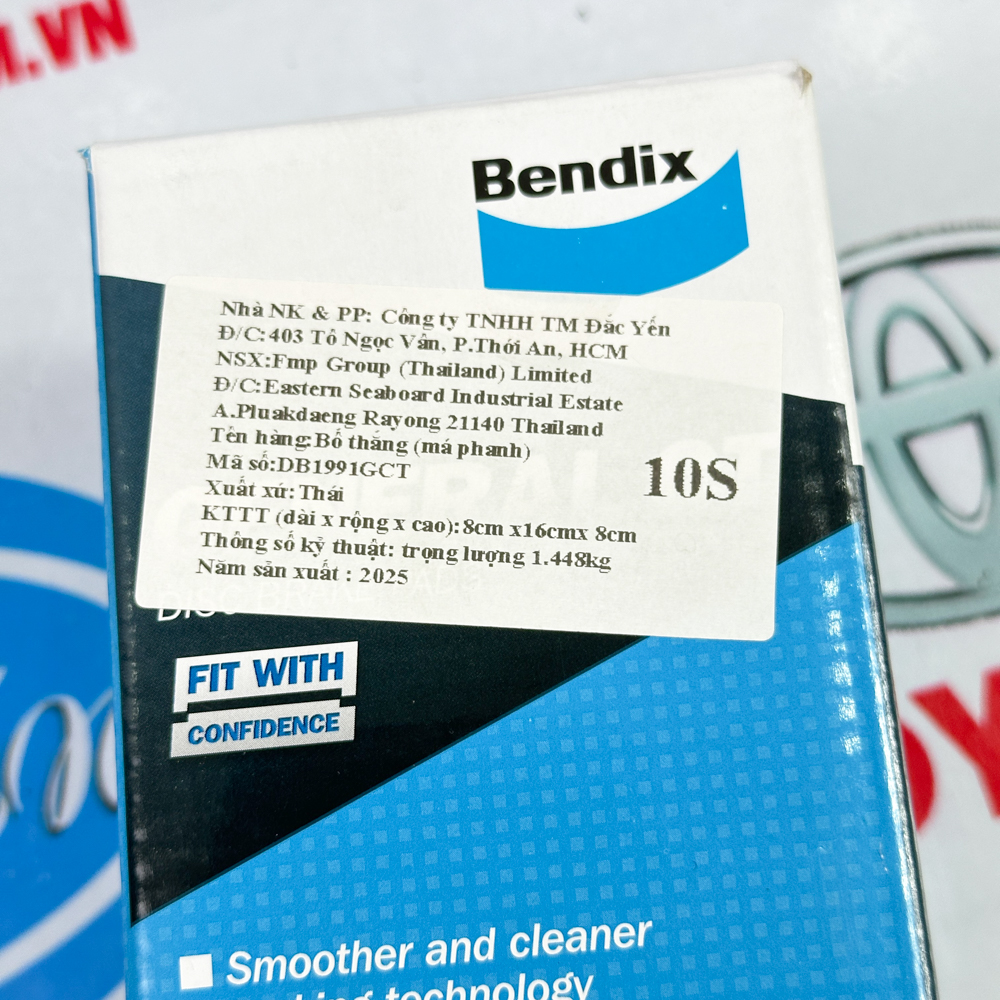 M.VN
Bendix
Nhà NK & PP: Công ty TNHH TM Đắc Yến
Đ/C:403 Tô Ngọc Vân, P.Thới An, HCM
NSX:Fmp Group (Thailand) Limited
Đ/C:Eastern Seaboard Industrial Estate
A.Pluakdaeng Rayong 21140 Thailand
Tên hàng:Bố thắng (má phanh)
Mã số:DB1991GCT
10S
Xuất xứ: Thái
KTTT (dài x rộng x cao):8cm x16cmx 8cm
Thông số kỹ thuật: trọng lượng 1.448kg
Năm sản xuất : 2025
FIT WITH
CONFIDENCE
Smoother and cleaner
technology